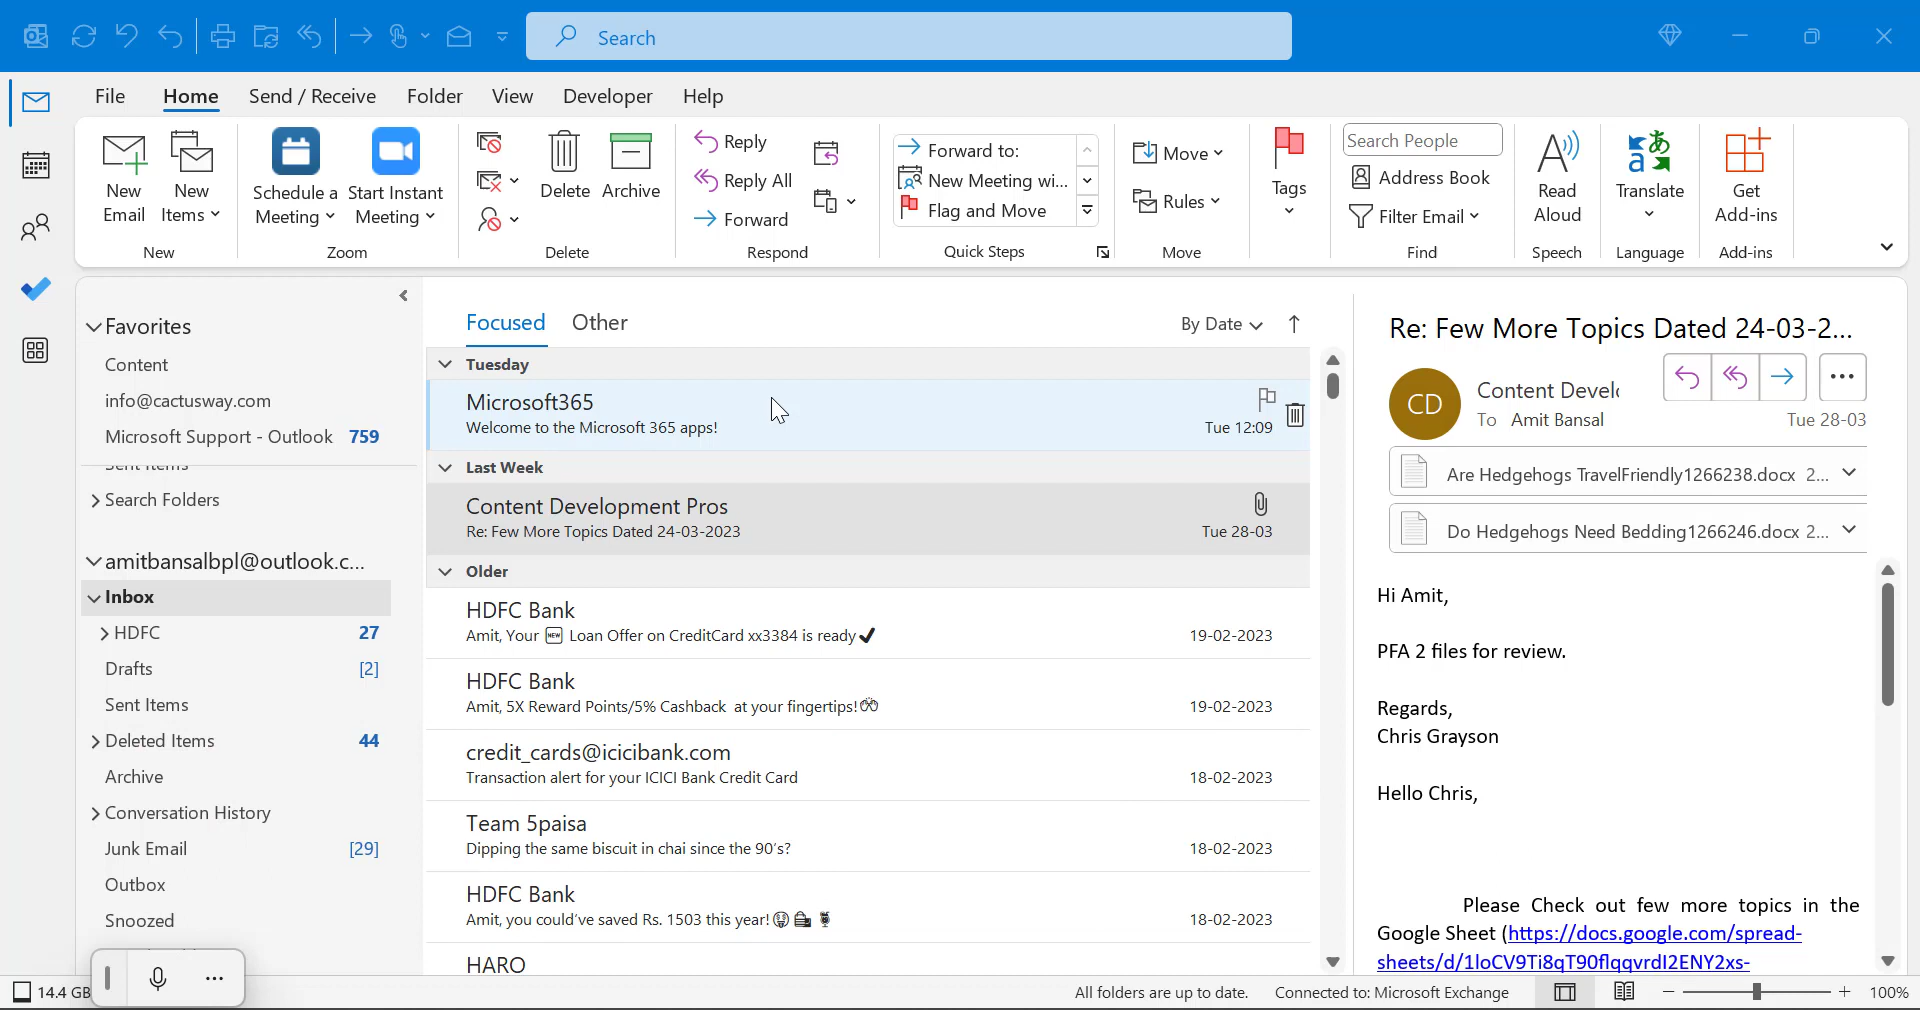 Search
File Home Send / Receive Folder View Developer Help
New Email
New Items
New
Schedule a Meeting
Start Instant Meeting
Zoom
Delete
Archive
Delete
Reply
Reply All
Forward
Respond
Forward to:
New Meeting wi...
Flag and Move
Quick Steps
Move
Rules
Move
Tags
Search People
Address Book
Filter Email
Find
Read Aloud
Speech
Translate
Language
Get Add-ins
Add-ins
Favorites
Content
info@cactusway.com
Microsoft Support - Outlook 759
Sent Items
Search Folders
amitbansalbpl@outlook.c...
Inbox
HDFC 27
Drafts [2]
Sent Items
Deleted Items 44
Archive
Conversation History
Junk Email [29]
Outbox
Snoozed
Focused Other By Date
Tuesday
Microsoft365
Welcome to the Microsoft 365 apps! Tue 12:09
Last Week
Content Development Pros
Re: Few More Topics Dated 24-03-2023 Tue 28-03
Older
HDFC Bank
Amit, Your 🆕 Loan Offer on CreditCard xx3384 is ready✔ 19-02-2023
HDFC Bank
Amit, 5X Reward Points/5% Cashback at your fingertips! 19-02-2023
credit_cards@icicibank.com
Transaction alert for your ICICI Bank Credit Card 18-02-2023
Team 5paisa
Dipping the same biscuit in chai since the 90's? 18-02-2023
HDFC Bank
Amit, you could've saved Rs. 1503 this year! 18-02-2023
HARO
Re: Few More Topics Dated 24-03-2...
CD
Content Develo
To Amit Bansal Tue 28-03
Are Hedgehogs TravelFriendly1266238.docx 2...
Do Hedgehogs Need Bedding1266246.docx 2...
Hi Amit,
PFA 2 files for review.
Regards,
Chris Grayson
Hello Chris,
Please Check out few more topics in the
Google Sheet (https://docs.google.com/spread-
sheets/d/1loCV9Ti8qT90flqqvrdI2ENY2xs-
14.4 GB
All folders are up to date. Connected to: Microsoft Exchange 100%